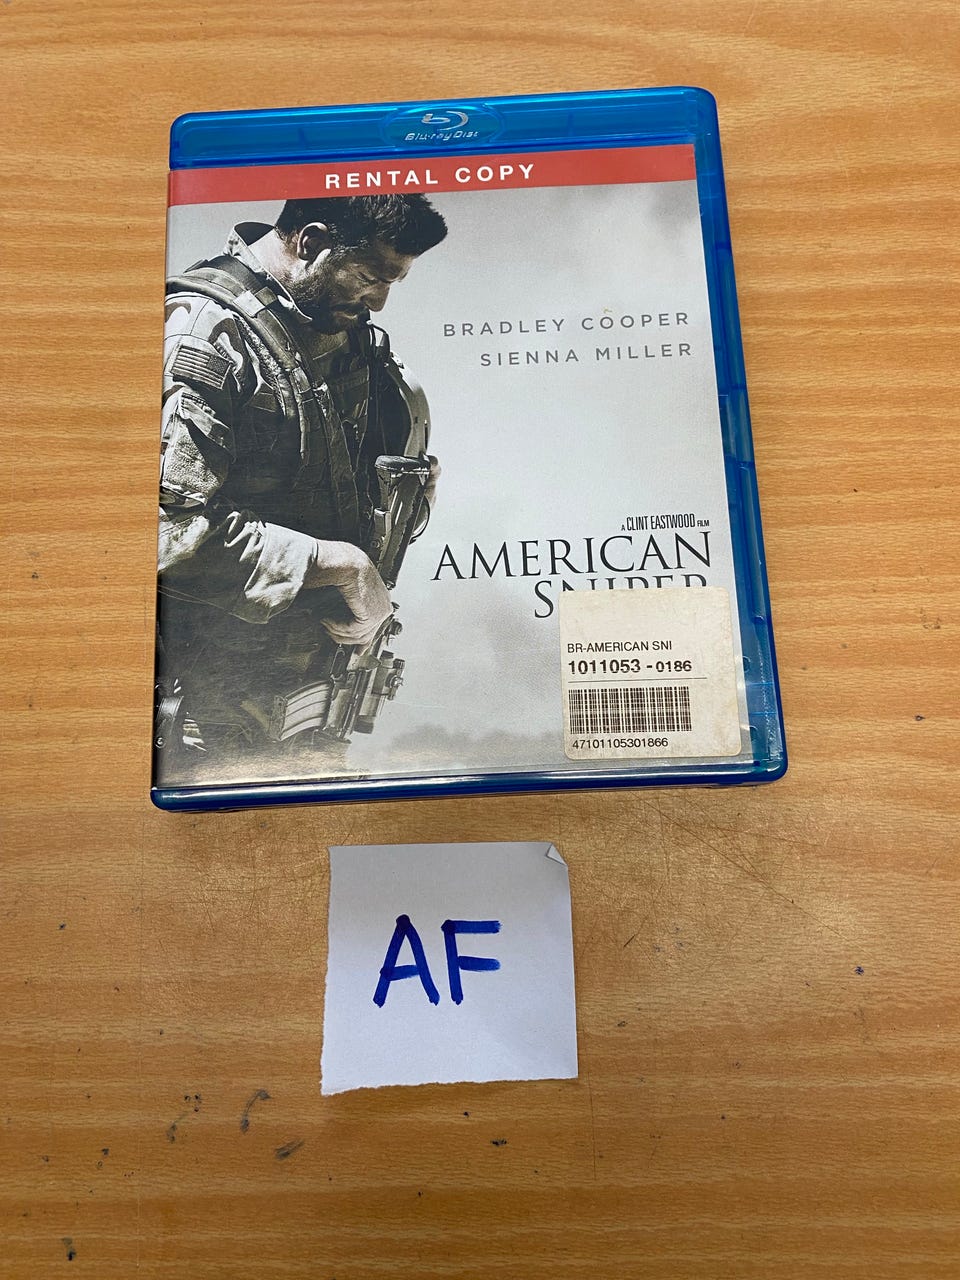 Blu-ray Disc
RENTAL COPY
BRADLEY COOPER
SIENNA MILLER
A CLINT EASTWOOD FILM
AMERICAN
SNIPER
BR-AMERICAN SNI
1011053 - 0186
47101105301866
AF